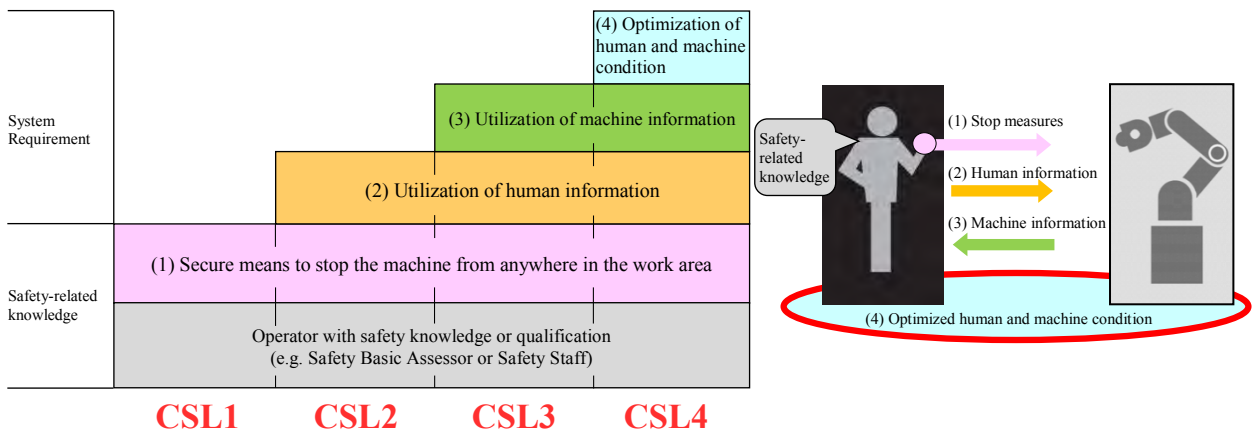 System
Requirement
Safety-related
knowledge
(4) Optimization of
human and machine
condition
(3) Utilization of machine information
(2) Utilization of human information
(1) Secure means to stop the machine from anywhere in the work area
Operator with safety knowledge or qualification
(e.g. Safety Basic Assessor or Safety Staff)
CSL1
CSL2
CSL3
CSL4
Safety-
related
knowledge
(1) Stop measures
(2) Human information
(3) Machine information
(4) Optimized human and machine condition